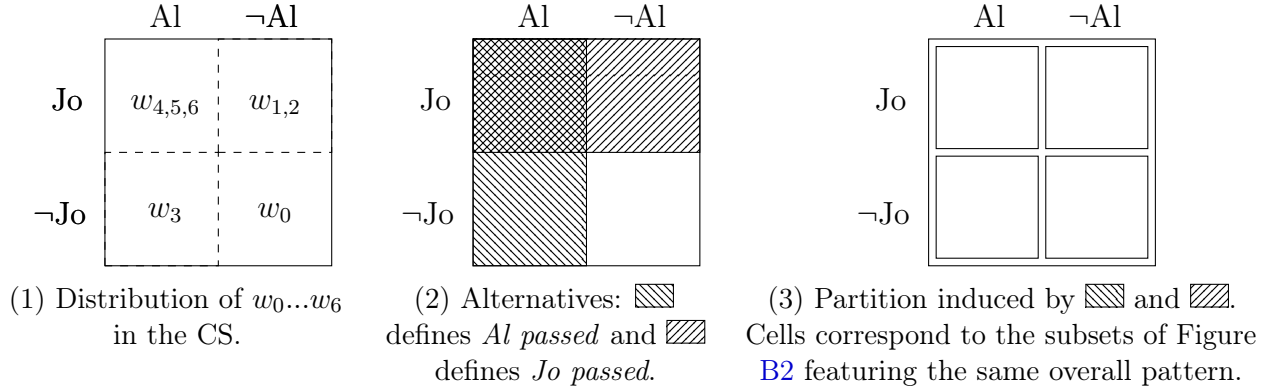 Al ¬Al Al ¬Al Al ¬Al
Jo w4,5,6 w1,2 Jo Jo
¬Jo w3 w0 ¬Jo ¬Jo
(1) Distribution of w0...w6
in the CS.
(2) Alternatives:
defines Al passed and
defines Jo passed.
(3) Partition induced by and .
Cells correspond to the subsets of Figure
B2 featuring the same overall pattern.